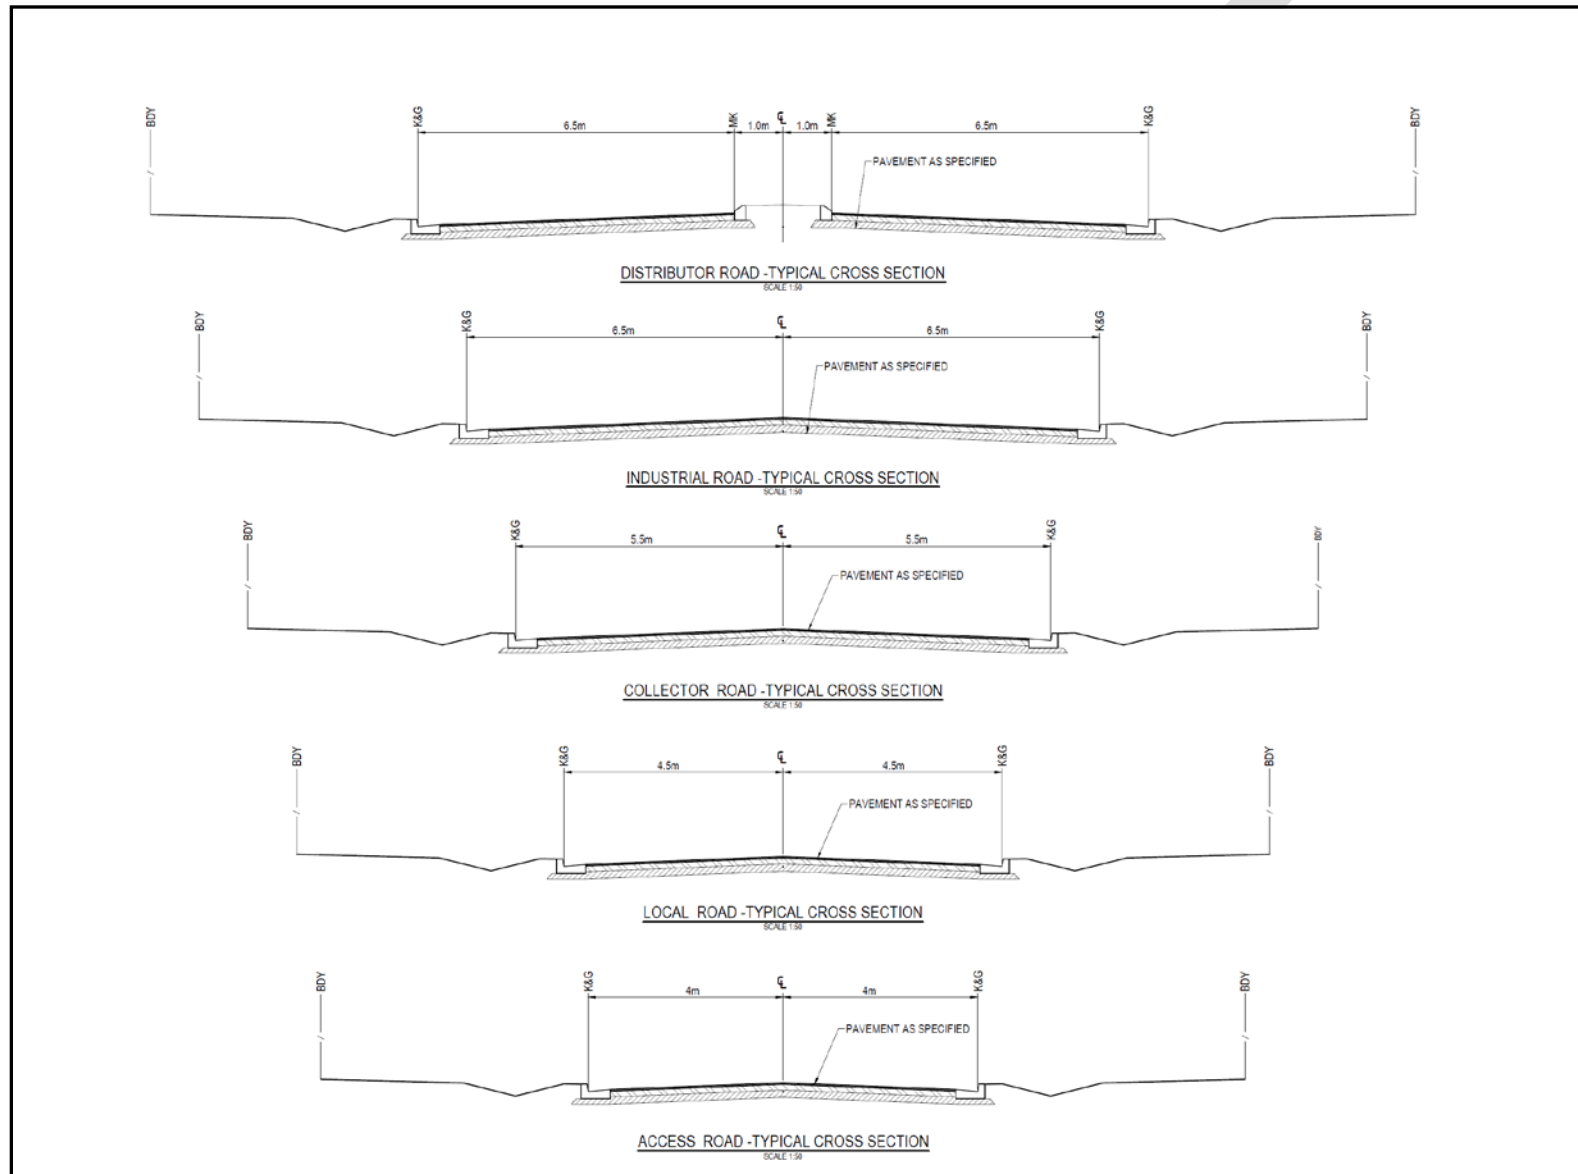 BDY K&G 6.5m MK 1.0m ℄ 1.0m MK 6.5m K&G BDY
PAVEMENT AS SPECIFIED
DISTRIBUTOR ROAD -TYPICAL CROSS SECTION
SCALE 1:50
BDY K&G 6.5m ℄ 6.5m K&G BDY
PAVEMENT AS SPECIFIED
INDUSTRIAL ROAD -TYPICAL CROSS SECTION
SCALE 1:50
BDY K&G 5.5m ℄ 5.5m K&G BDY
PAVEMENT AS SPECIFIED
COLLECTOR ROAD -TYPICAL CROSS SECTION
SCALE 1:50
BDY K&G 4.5m ℄ 4.5m K&G BDY
PAVEMENT AS SPECIFIED
LOCAL ROAD -TYPICAL CROSS SECTION
SCALE 1:50
BDY K&G 4m ℄ 4m K&G BDY
PAVEMENT AS SPECIFIED
ACCESS ROAD -TYPICAL CROSS SECTION
SCALE 1:50